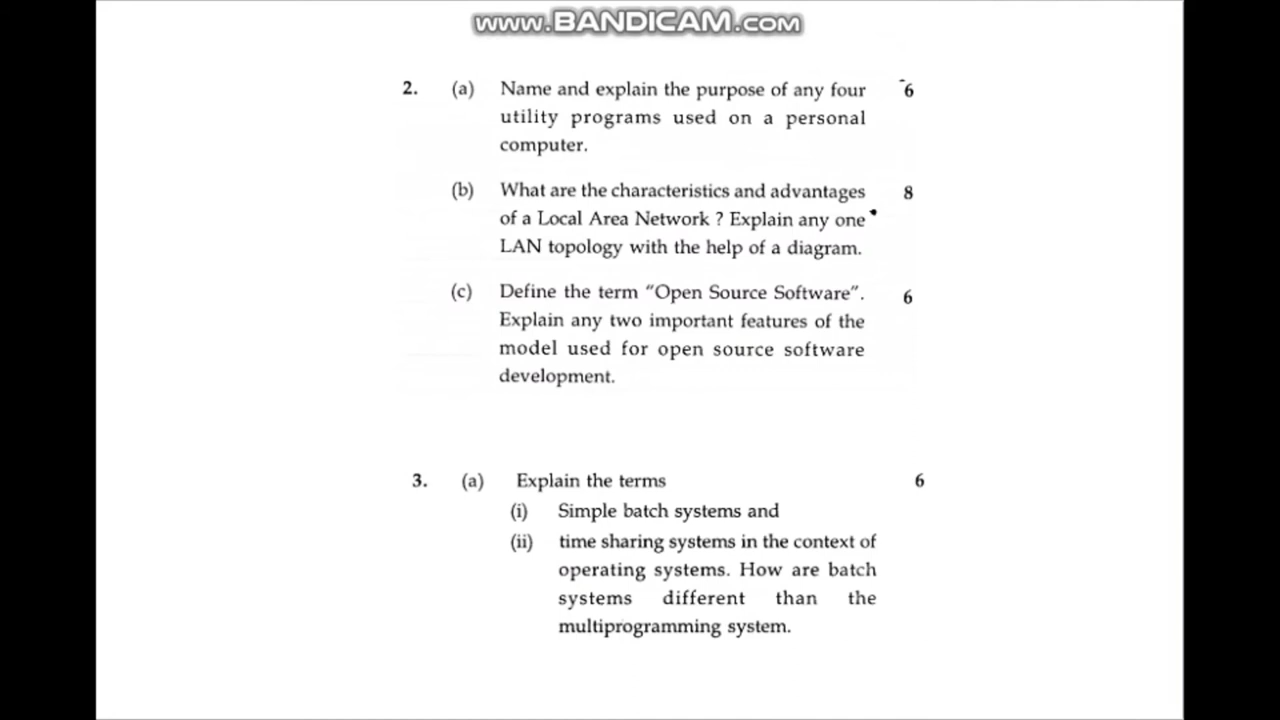 www.BANDICAM.com
2. (a) Name and explain the purpose of any four 6
utility programs used on a personal
computer.
(b) What are the characteristics and advantages 8
of a Local Area Network ? Explain any one
LAN topology with the help of a diagram.
(c) Define the term "Open Source Software". 6
Explain any two important features of the
model used for open source software
development.
3. (a) Explain the terms 6
(i) Simple batch systems and
(ii) time sharing systems in the context of
operating systems. How are batch
systems different than the
multiprogramming system.